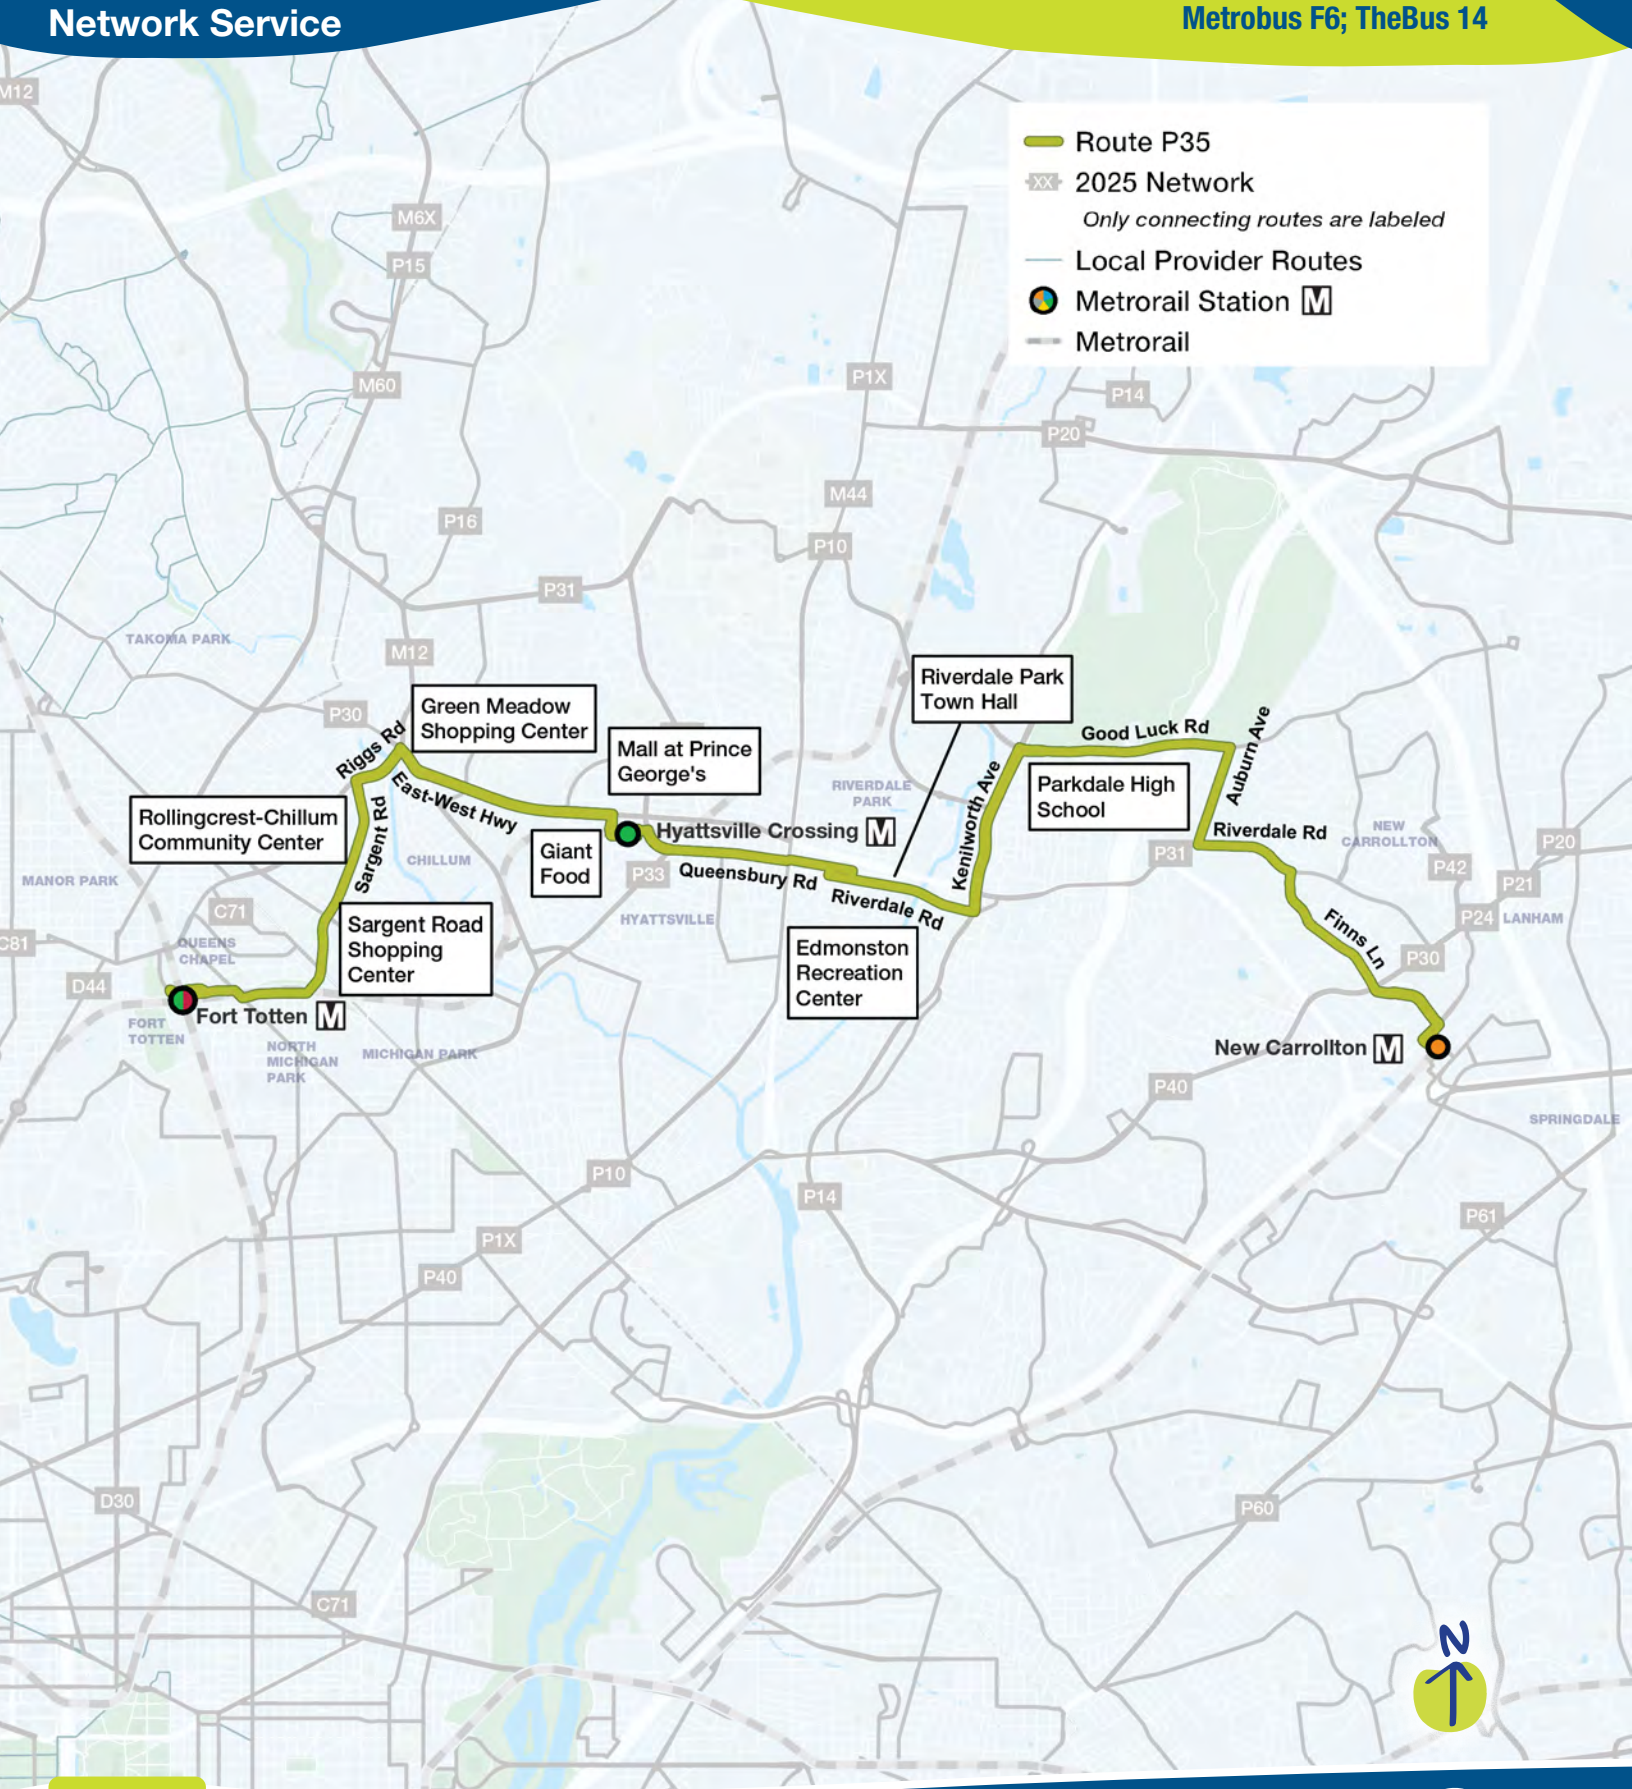 Network Service
Metrobus F6; TheBus 14
Route P35
XX 2025 Network
Only connecting routes are labeled
Local Provider Routes
Metrorail Station M
Metrorail
M12
M6X
P15
M60
P1X
P14
P20
M44
P16
P10
P31
TAKOMA PARK
M12
P30
Riggs Rd
Green Meadow
Shopping Center
Mall at Prince
George's
Riverdale Park
Town Hall
Good Luck Rd
Auburn Ave
Parkdale High
School
Kenilworth Ave
RIVERDALE
PARK
East-West Hwy
Rollingcrest-Chillum
Community Center
Sargent Rd
Hyattsville Crossing M
Riverdale Rd
NEW
CARROLLTON
P20
P31
P42
P21
CHILLUM
Giant
Food
P33
Queensbury Rd
Riverdale Rd
MANOR PARK
C71
HYATTSVILLE
P24
LANHAM
Finns Ln
C81
QUEENS
CHAPEL
Sargent Road
Shopping
Center
Edmonston
Recreation
Center
P30
D44
Fort Totten M
FORT
TOTTEN
NORTH
MICHIGAN
PARK
MICHIGAN PARK
New Carrollton M
P40
SPRINGDALE
P10
P14
P61
P1X
P40
D30
P60
C71
N